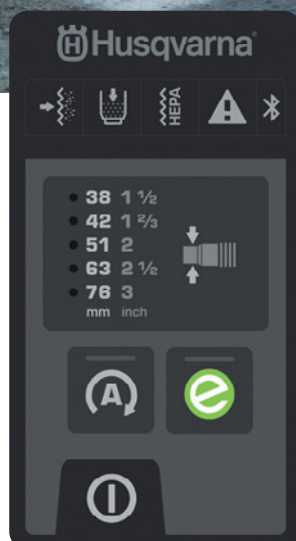 Husqvarna
HEPA
38 1 ½
42 1 ⅔
51 2
63 2 ½
76 3
mm inch
A
e